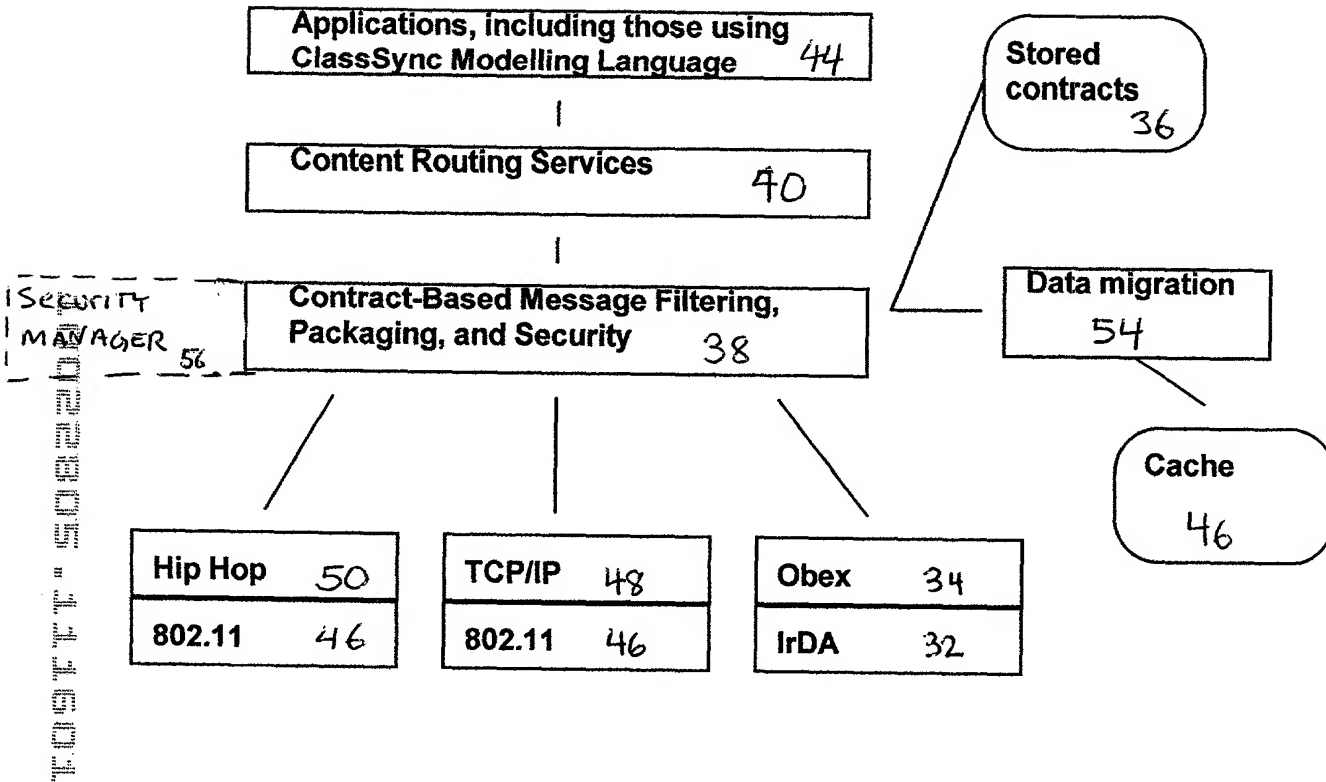 Applications, including those using
ClassSync Modelling Language 44
Stored
contracts
36
Content Routing Services
40
SECURITY
MANAGER 56
Contract-Based Message Filtering,
Packaging, and Security 38
Data migration
54
Cache
46
Hip Hop 50
802.11 46
TCP/IP 48
802.11 46
Obex 34
IrDA 32